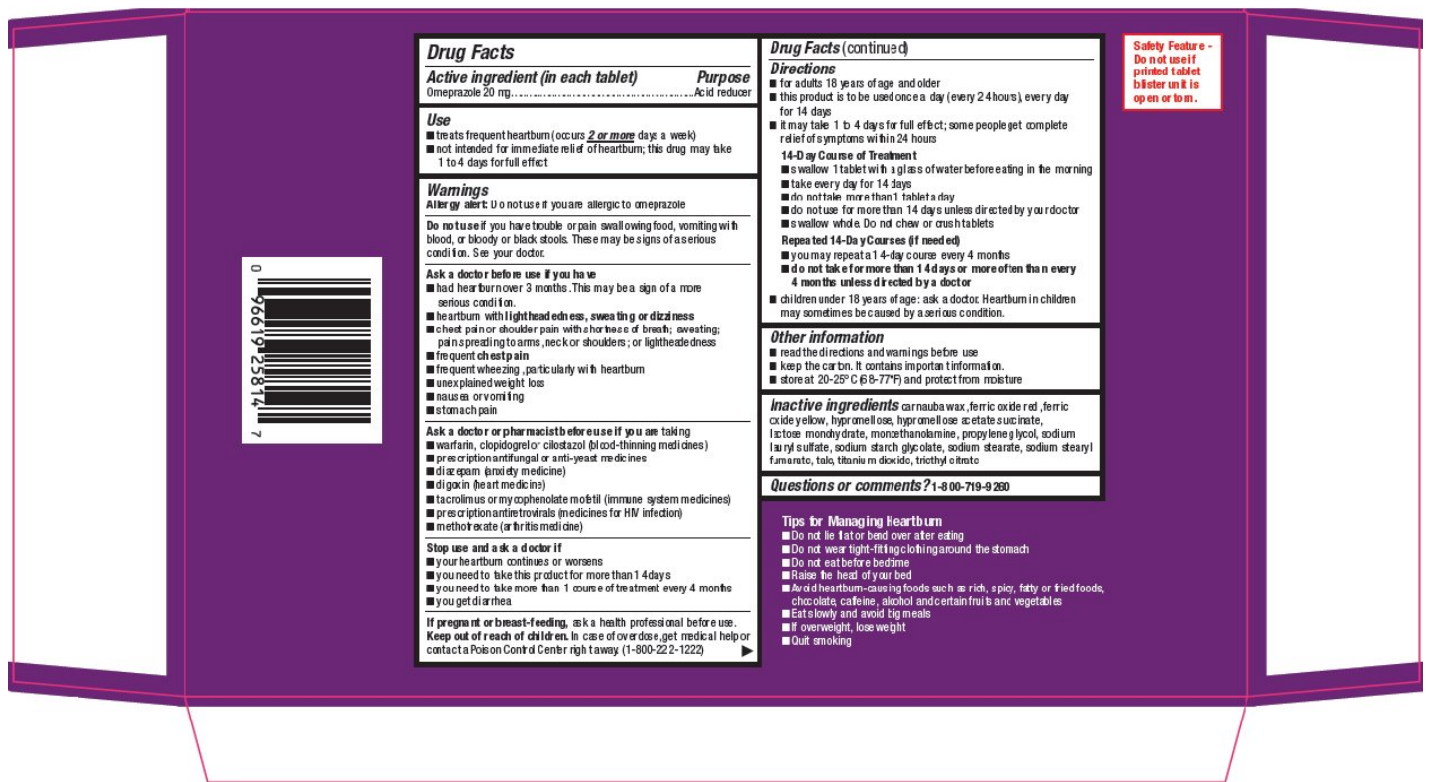 0
96619 25814
7
Drug Facts
Active ingredient (in each tablet) Purpose
Omeprazole 20 mg.......................................................Acid reducer
Use
■ treats frequent heartburn (occurs 2 or more days a week)
■ not intended for immediate relief of heartburn; this drug may take
1 to 4 days for full effect
Warnings
Allergy alert: Do not use if you are allergic to omeprazole
Do not use if you have trouble or pain swallowing food, vomiting with
blood, or bloody or black stools. These may be signs of a serious
condition. See your doctor.
Ask a doctor before use if you have
■ had heartburn over 3 months. This may be a sign of a more
serious condition.
■ heartburn with lightheadedness, sweating or dizziness
■ chest pain or shoulder pain with shortness of breath; sweating;
pain spreading to arms, neck or shoulders; or lightheadedness
■ frequent chest pain
■ frequent wheezing, particularly with heartburn
■ unexplained weight loss
■ nausea or vomiting
■ stomach pain
Ask a doctor or pharmacist before use if you are taking
■ warfarin, clopidogrel or cilostazol (blood-thinning medicines)
■ prescription antifungal or anti-yeast medicines
■ diazepam (anxiety medicine)
■ digoxin (heart medicine)
■ tacrolimus or mycophenolate mofetil (immune system medicines)
■ prescription antiretrovirals (medicines for HIV infection)
■ methotrexate (arthritis medicine)
Stop use and ask a doctor if
■ your heartburn continues or worsens
■ you need to take this product for more than 14 days
■ you need to take more than 1 course of treatment every 4 months
■ you get diarrhea
If pregnant or breast-feeding, ask a health professional before use.
Keep out of reach of children. In case of overdose, get medical help or
contact a Poison Control Center right away. (1-800-222-1222)
Drug Facts (continued)
Directions
■ for adults 18 years of age and older
■ this product is to be used once a day (every 24 hours), every day
for 14 days
■ it may take 1 to 4 days for full effect; some people get complete
relief of symptoms within 24 hours
14-Day Course of Treatment
■ swallow 1 tablet with a glass of water before eating in the morning
■ take every day for 14 days
■ do not take more than 1 tablet a day
■ do not use for more than 14 days unless directed by your doctor
■ swallow whole. Do not chew or crush tablets
Repeated 14-Day Courses (if needed)
■ you may repeat a 14-day course every 4 months
■ do not take for more than 14 days or more often than every
4 months unless directed by a doctor
■ children under 18 years of age: ask a doctor. Heartburn in children
may sometimes be caused by a serious condition.
Other information
■ read the directions and warnings before use
■ keep the carton. It contains important information.
■ store at 20-25°C (68-77°F) and protect from moisture
Inactive ingredients carnauba wax, ferric oxide red, ferric
oxide yellow, hypromellose, hypromellose acetate succinate,
lactose monohydrate, monoethanolamine, propylene glycol, sodium
lauryl sulfate, sodium starch glycolate, sodium stearate, sodium stearyl
fumarate, talc, titanium dioxide, triethyl citrate
Questions or comments? 1-800-719-9260
Tips for Managing Heartburn
■ Do not lie flat or bend over after eating
■ Do not wear tight-fitting clothing around the stomach
■ Do not eat before bedtime
■ Raise the head of your bed
■ Avoid heartburn-causing foods such as rich, spicy, fatty or fried foods,
chocolate, caffeine, alcohol and certain fruits and vegetables
■ Eat slowly and avoid big meals
■ If overweight, lose weight
■ Quit smoking
Safety Feature -
Do not use if
printed tablet
blister unit is
open or torn.